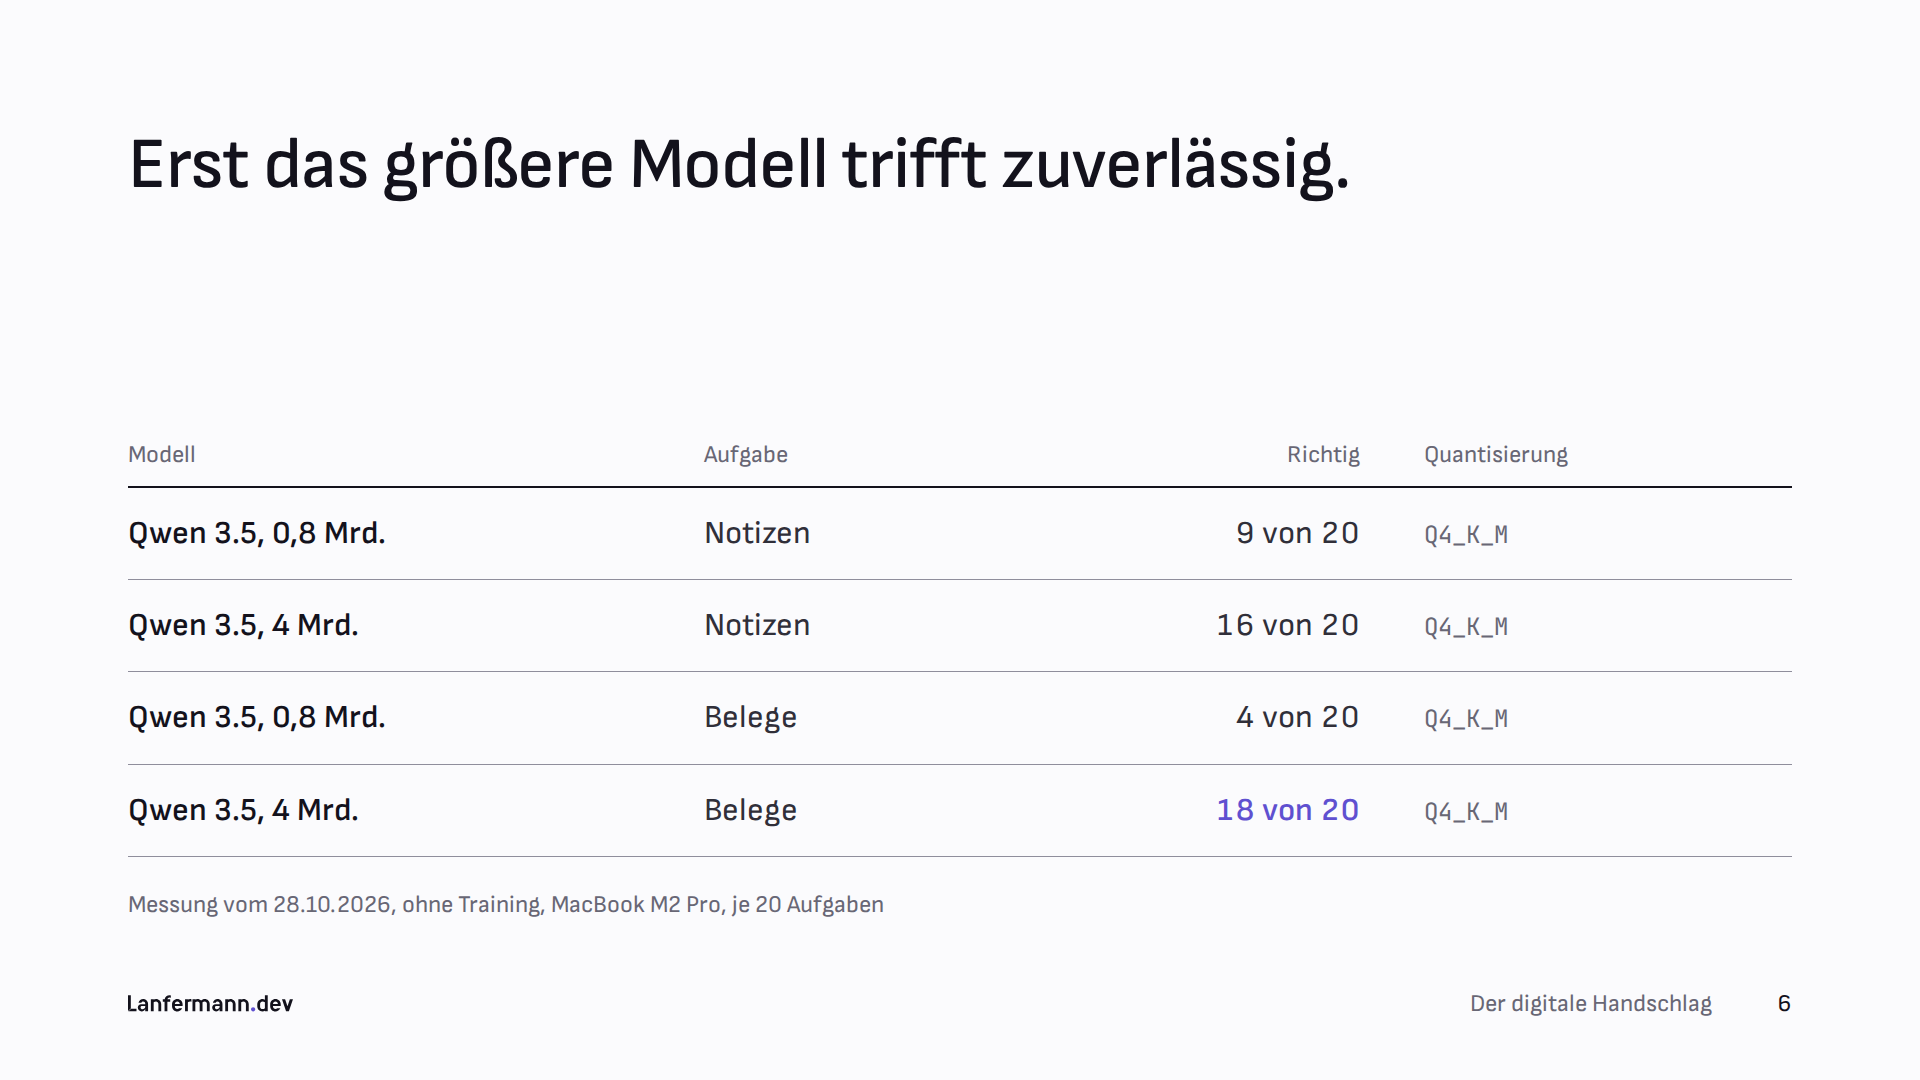 Erst das größere Modell trifft zuverlässig.
Modell Aufgabe Richtig Quantisierung
Qwen 3.5, 0,8 Mrd. Notizen 9 von 20 Q4_K_M
Qwen 3.5, 4 Mrd. Notizen 16 von 20 Q4_K_M
Qwen 3.5, 0,8 Mrd. Belege 4 von 20 Q4_K_M
Qwen 3.5, 4 Mrd. Belege 18 von 20 Q4_K_M
Messung vom 28.10.2026, ohne Training, MacBook M2 Pro, je 20 Aufgaben
Lanfermann.dev Der digitale Handschlag 6